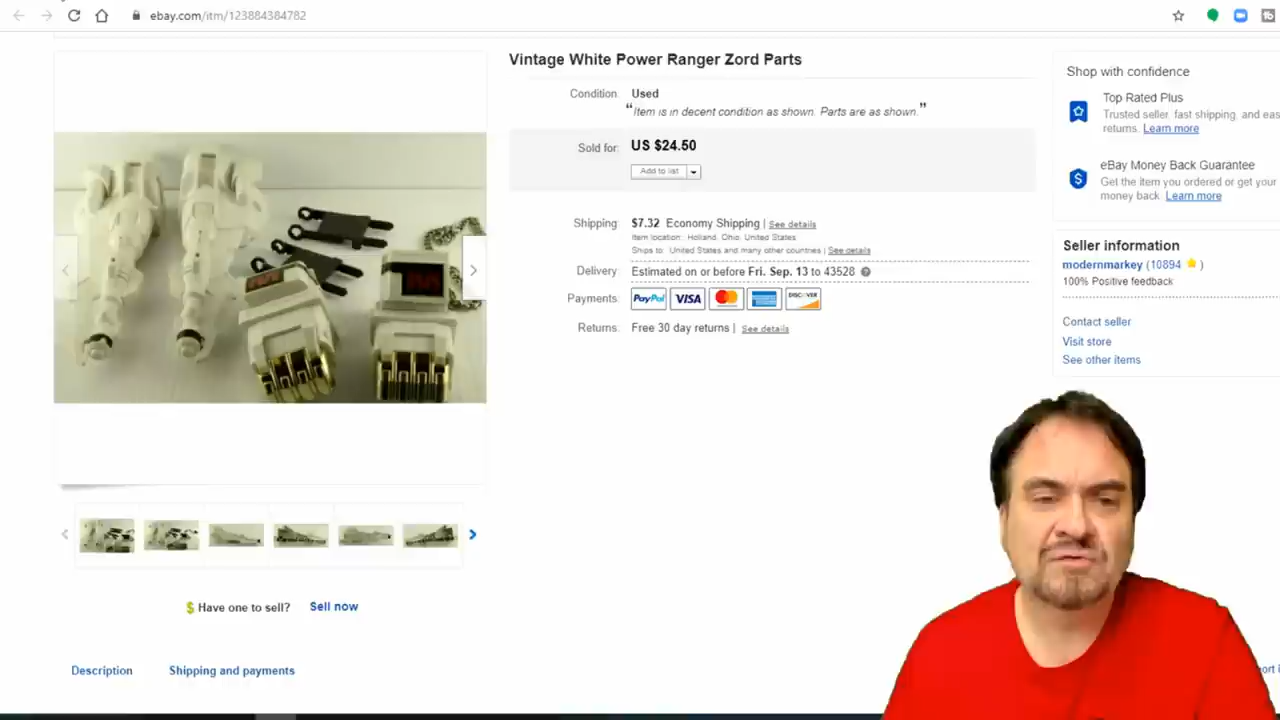 ebay.com/itm/123884384782
Vintage White Power Ranger Zord Parts
Condition: Used
“Item is in decent condition as shown. Parts are as shown.”
Sold for: US $24.50
Add to list
Shipping: $7.32 Economy Shipping | See details
Item location: Holland, Ohio, United States
Ships to: United States and many other countries | See details
Delivery: Estimated on or before Fri. Sep. 13 to 43528
Payments: PayPal VISA DISCOVER
Returns: Free 30 day returns | See details
Shop with confidence
Top Rated Plus
Trusted seller, fast shipping, and eas
returns. Learn more
eBay Money Back Guarantee
Get the item you ordered or get your
money back. Learn more
Seller information
modernmarkey (10894 )
100% Positive feedback
Contact seller
Visit store
See other items
$ Have one to sell? Sell now
Description Shipping and payments